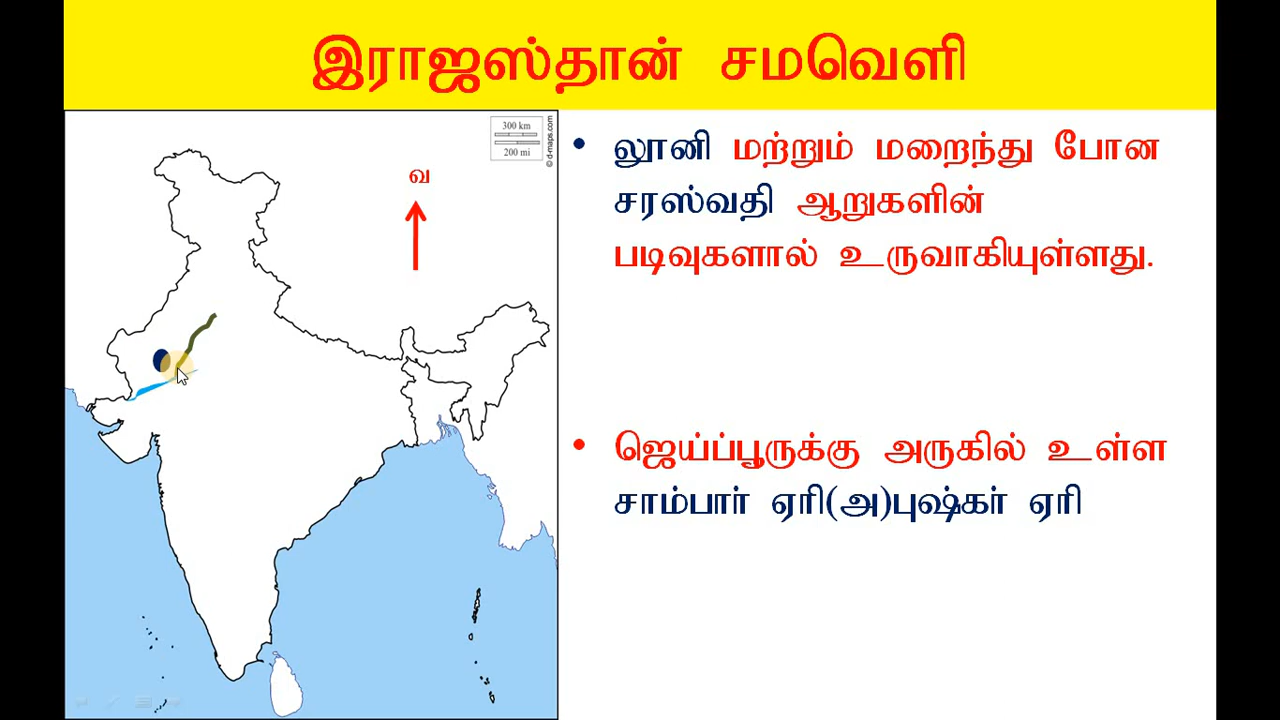 இராஜஸ்தான் சமவெளி
300 km
200 mi
© d-maps.com
வ
• லூனி மற்றும் மறைந்து போன
சரஸ்வதி ஆறுகளின்
படிவுகளால் உருவாகியுள்ளது.
• ஜெய்ப்பூருக்கு அருகில் உள்ள
சாம்பார் ஏரி(அ)புஷ்கர் ஏரி